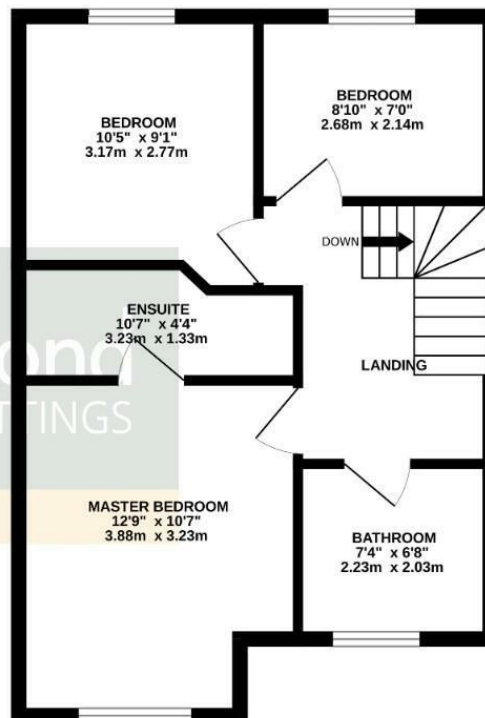 BEDROOM
10'5" x 9'1"
3.17m x 2.77m
BEDROOM
8'10" x 7'0"
2.68m x 2.14m
DOWN
ENSUITE
10'7" x 4'4"
3.23m x 1.33m
ond
TTINGS
LANDING
MASTER BEDROOM
12'9" x 10'7"
3.88m x 3.23m
BATHROOM
7'4" x 6'8"
2.23m x 2.03m